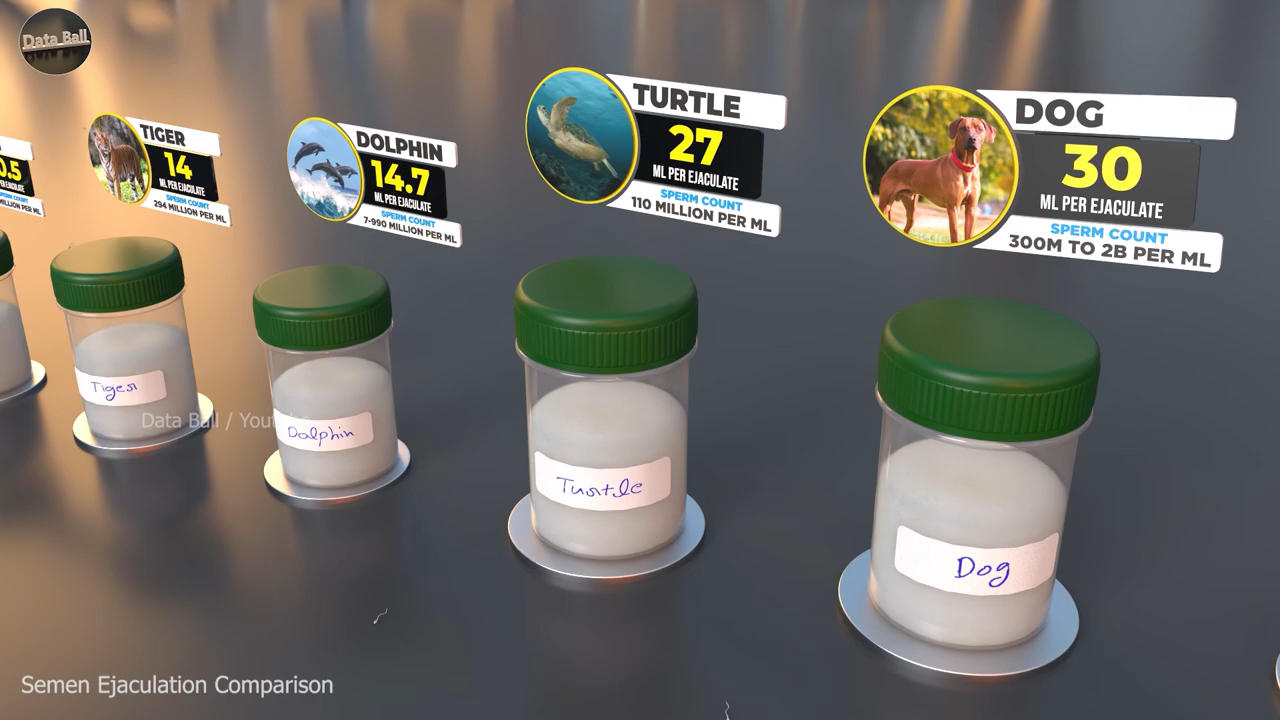 Data Ball
0.5
TIGER
14
ML PER EJACULATE
SPERM COUNT
294 MILLION PER ML
DOLPHIN
14.7
ML PER EJACULATE
SPERM COUNT
7-990 MILLION PER ML
TURTLE
27
ML PER EJACULATE
SPERM COUNT
110 MILLION PER ML
DOG
30
ML PER EJACULATE
SPERM COUNT
300M TO 2B PER ML
Tiger
Dolphin
Turtle
Dog
Data Ball / Youtube
Semen Ejaculation Comparison